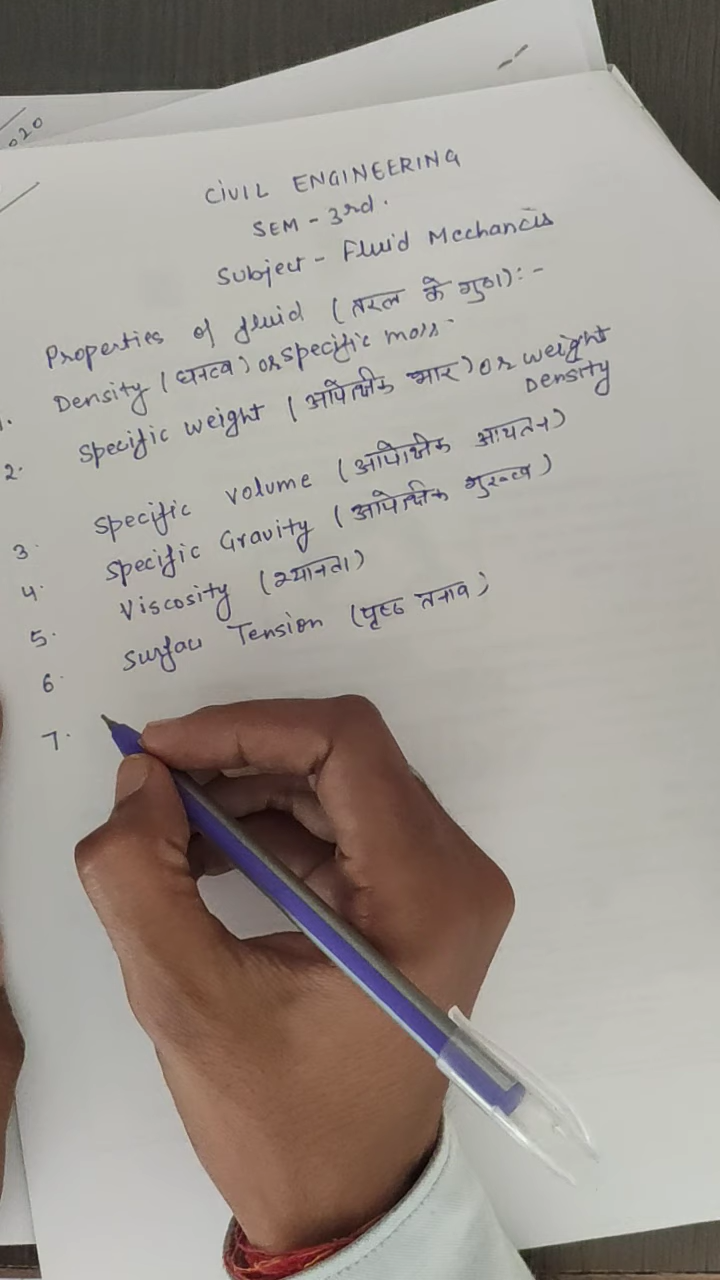 020
CIVIL ENGINEERING
SEM - 3rd.
Subject - Fluid Mechancis
Properties of fluid (तरल के गुण) :-
1. Density (घनत्व) or specific mass
2. Specific weight (आपेक्षिक भार) or weight Density
3. Specific volume (आपेक्षिक आयतन)
4. Specific Gravity (आपेक्षिक गुरुत्व)
5. Viscosity (श्यानता)
6. Surface Tension (पृष्ठ तनाव)
7.